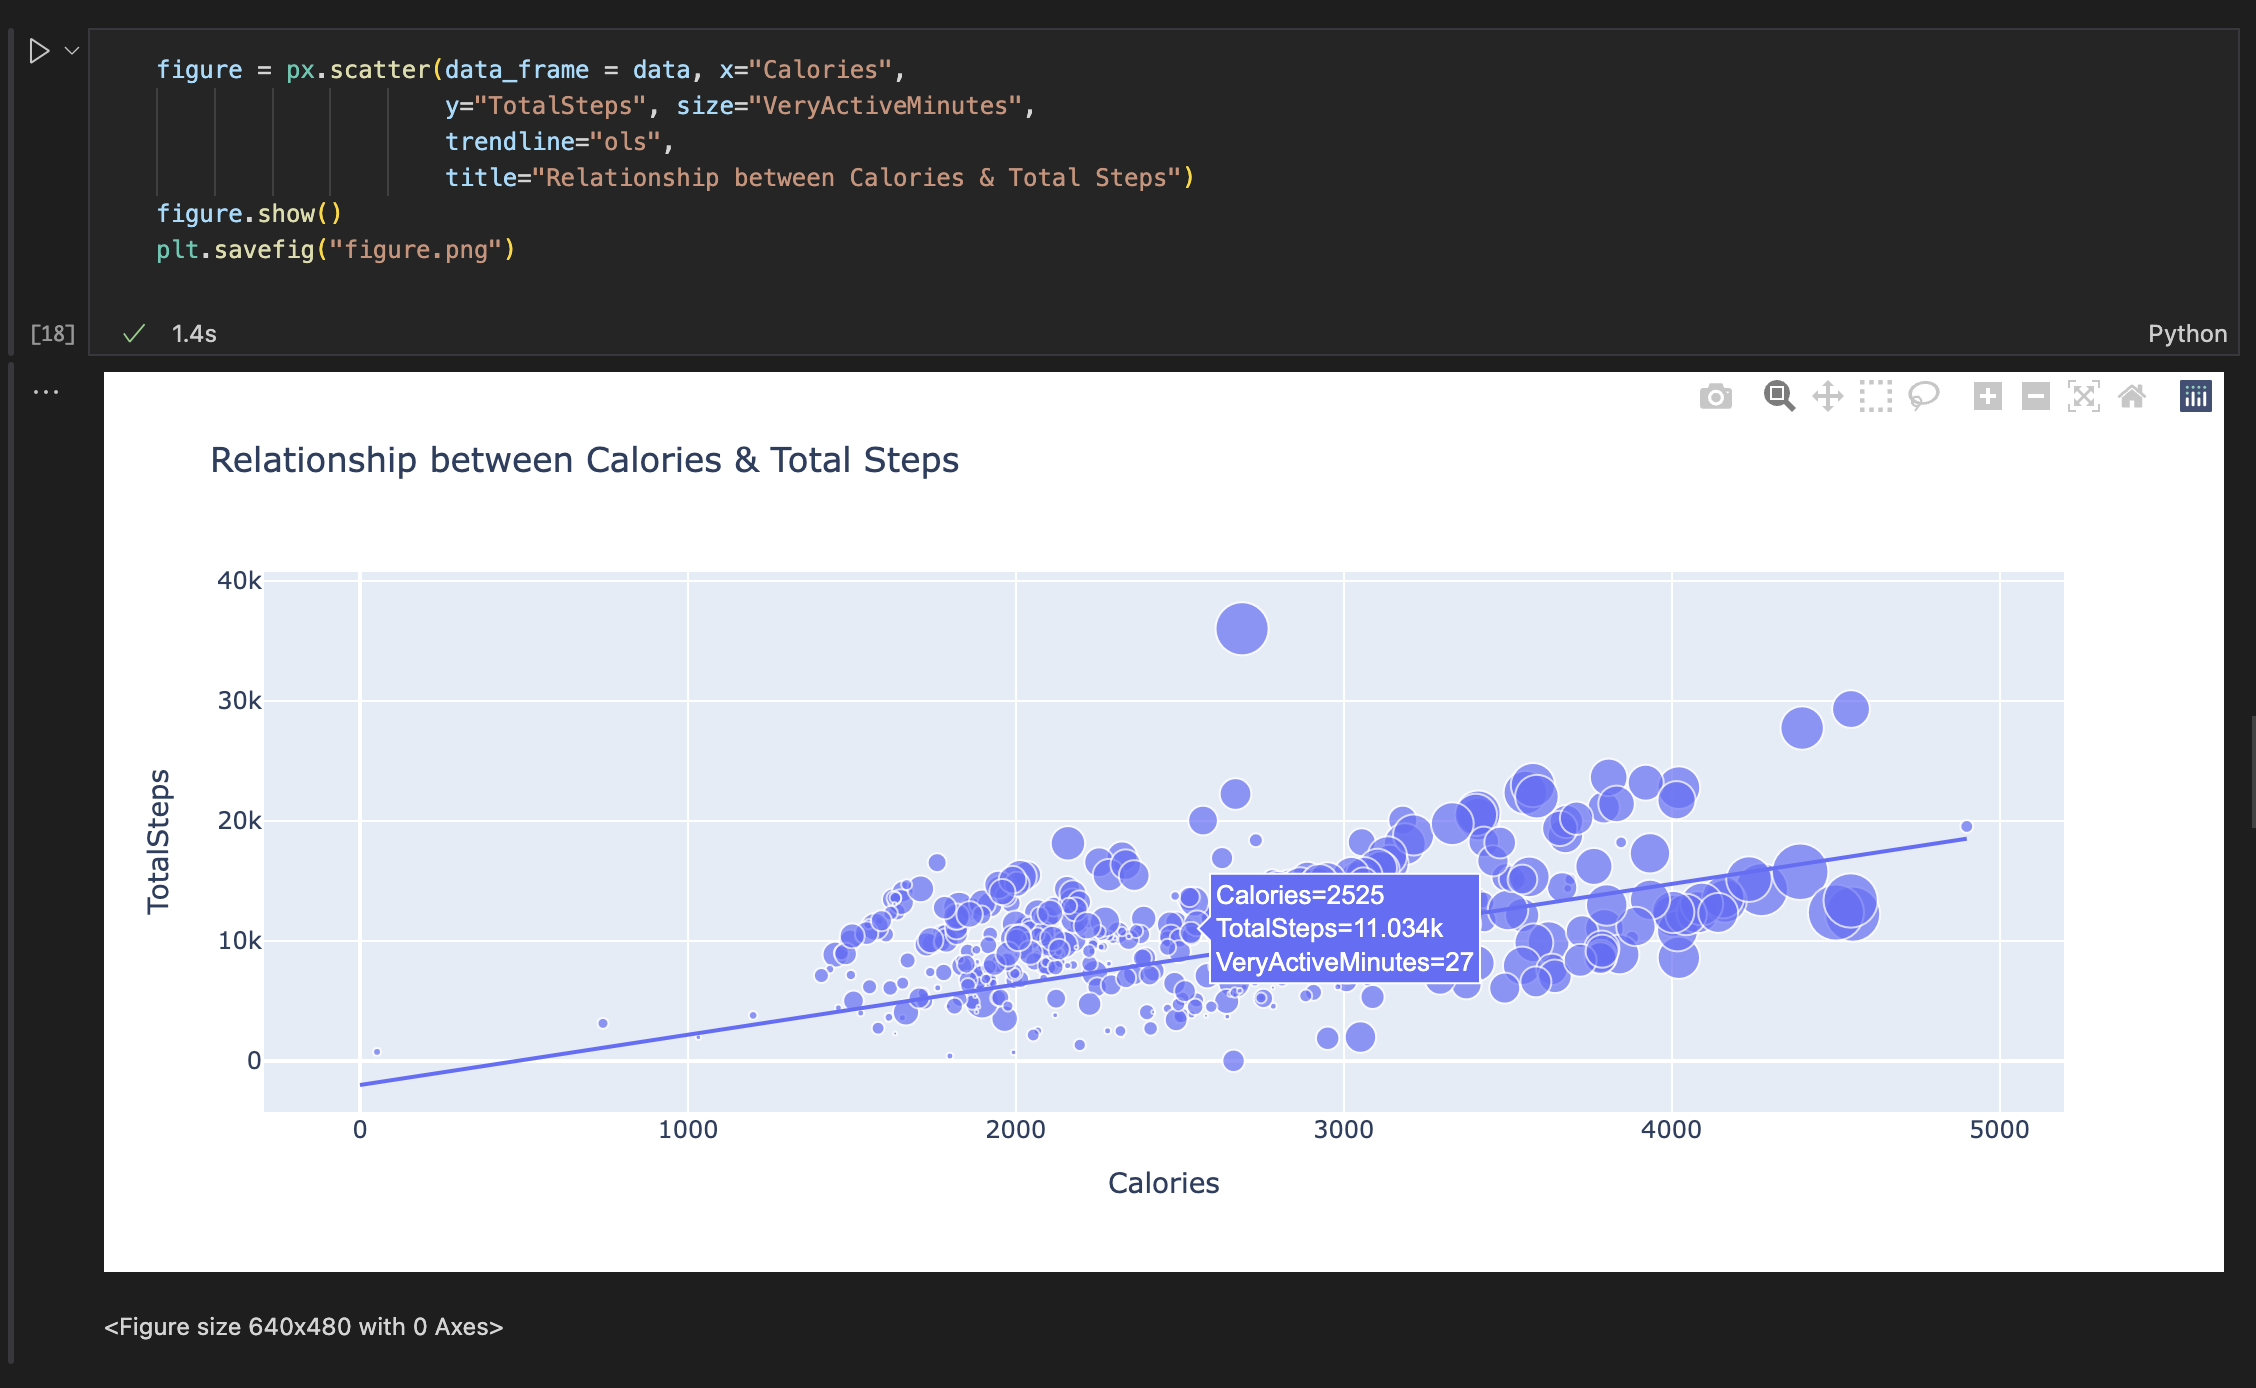 figure = px.scatter(data_frame = data, x="Calories",
y="TotalSteps", size="VeryActiveMinutes",
trendline="ols",
title="Relationship between Calories & Total Steps")
figure.show()
plt.savefig("figure.png")
[18]
1.4s
Python
Relationship between Calories & Total Steps
40k
30k
20k
10k
0
TotalSteps
Calories=2525
TotalSteps=11.034k
VeryActiveMinutes=27
0
1000
2000
3000
4000
5000
Calories
<Figure size 640x480 with 0 Axes>